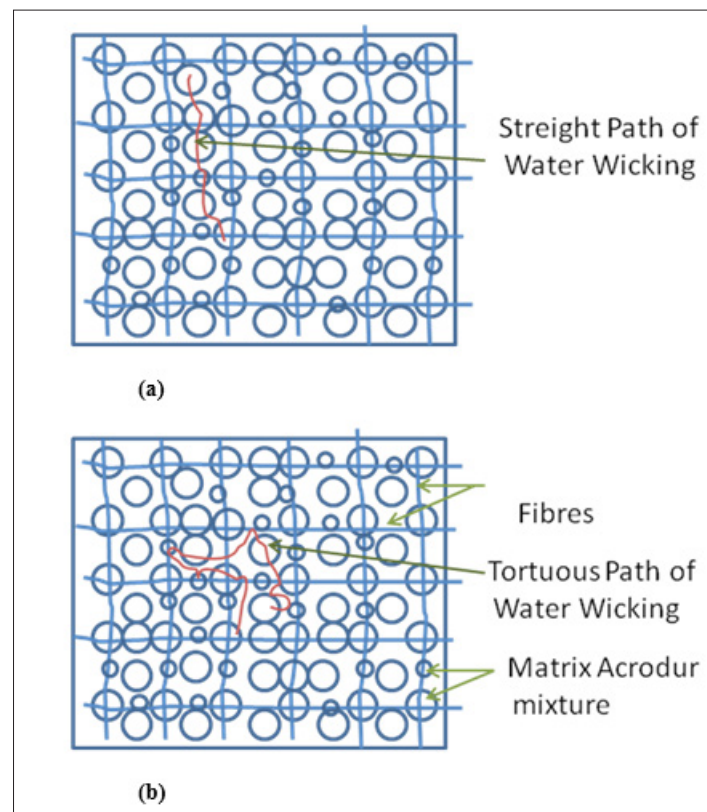 Streight Path of
Water Wicking
(a)
Fibres
Tortuous Path of
Water Wicking
Matrix Acrodur
mixture
(b)